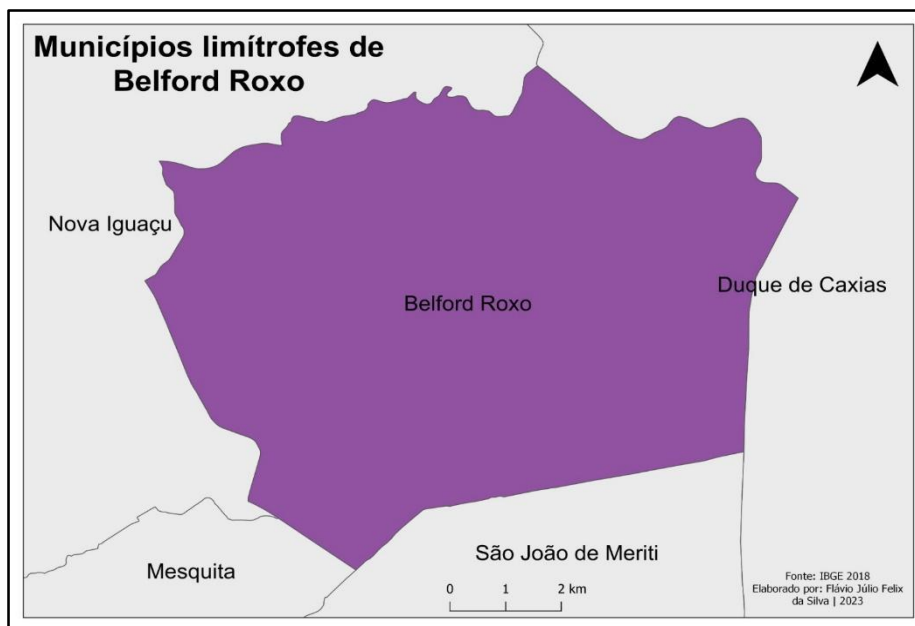 Municípios limítrofes de
Belford Roxo
Nova Iguaçu
Duque de Caxias
Belford Roxo
São João de Meriti
Mesquita
0 1 2 km
Fonte: IBGE 2018
Elaborado por: Flávio Júlio Felix
da Silva | 2023